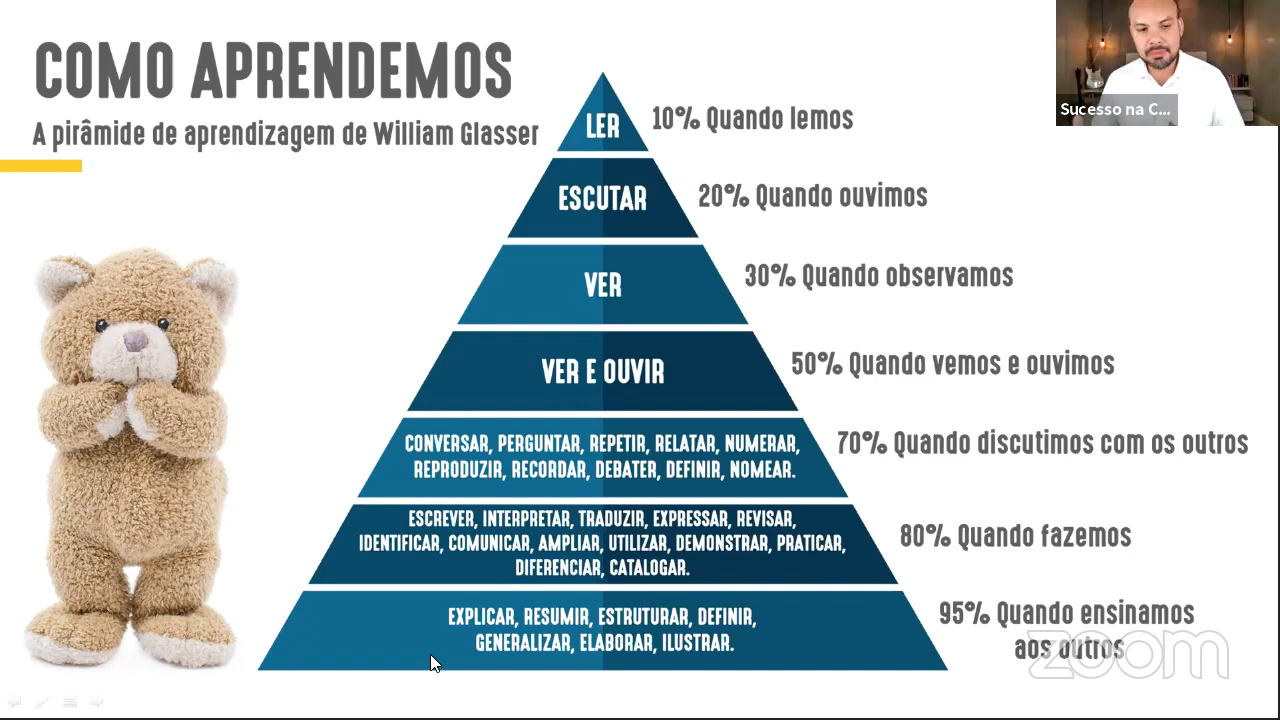 COMO APRENDEMOS
A pirâmide de aprendizagem de William Glasser
Sucesso na C...
LER
10% Quando lemos
ESCUTAR
20% Quando ouvimos
VER
30% Quando observamos
VER E OUVIR
50% Quando vemos e ouvimos
CONVERSAR, PERGUNTAR, REPETIR, RELATAR, NUMERAR,
REPRODUZIR, RECORDAR, DEBATER, DEFINIR, NOMEAR.
70% Quando discutimos com os outros
ESCREVER, INTERPRETAR, TRADUZIR, EXPRESSAR, REVISAR,
IDENTIFICAR, COMUNICAR, AMPLIAR, UTILIZAR, DEMONSTRAR, PRATICAR,
DIFERENCIAR, CATALOGAR.
80% Quando fazemos
EXPLICAR, RESUMIR, ESTRUTURAR, DEFINIR,
GENERALIZAR, ELABORAR, ILUSTRAR.
95% Quando ensinamos
aos outros
zoom